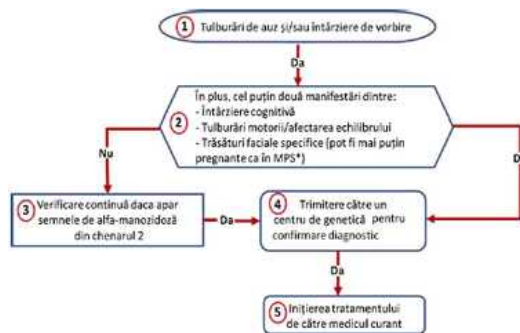 1 Tulburări de auz și/sau întârziere de vorbire
Da
În plus, cel puțin două manifestări dintre:
- Întârziere cognitivă
2 - Tulburări motorii/afectarea echilibrului
- Trăsături faciale specifice (pot fi mai puțin
pregnante ca în MPS*)
Nu
D
3 Verificare continuă daca apar
semnele de alfa-manozidoză
din chenarul 2
Da
4 Trimitere către un
centru de genetică pentru
confirmare diagnostic
Da
5 Inițierea tratamentului
de către medicul curant